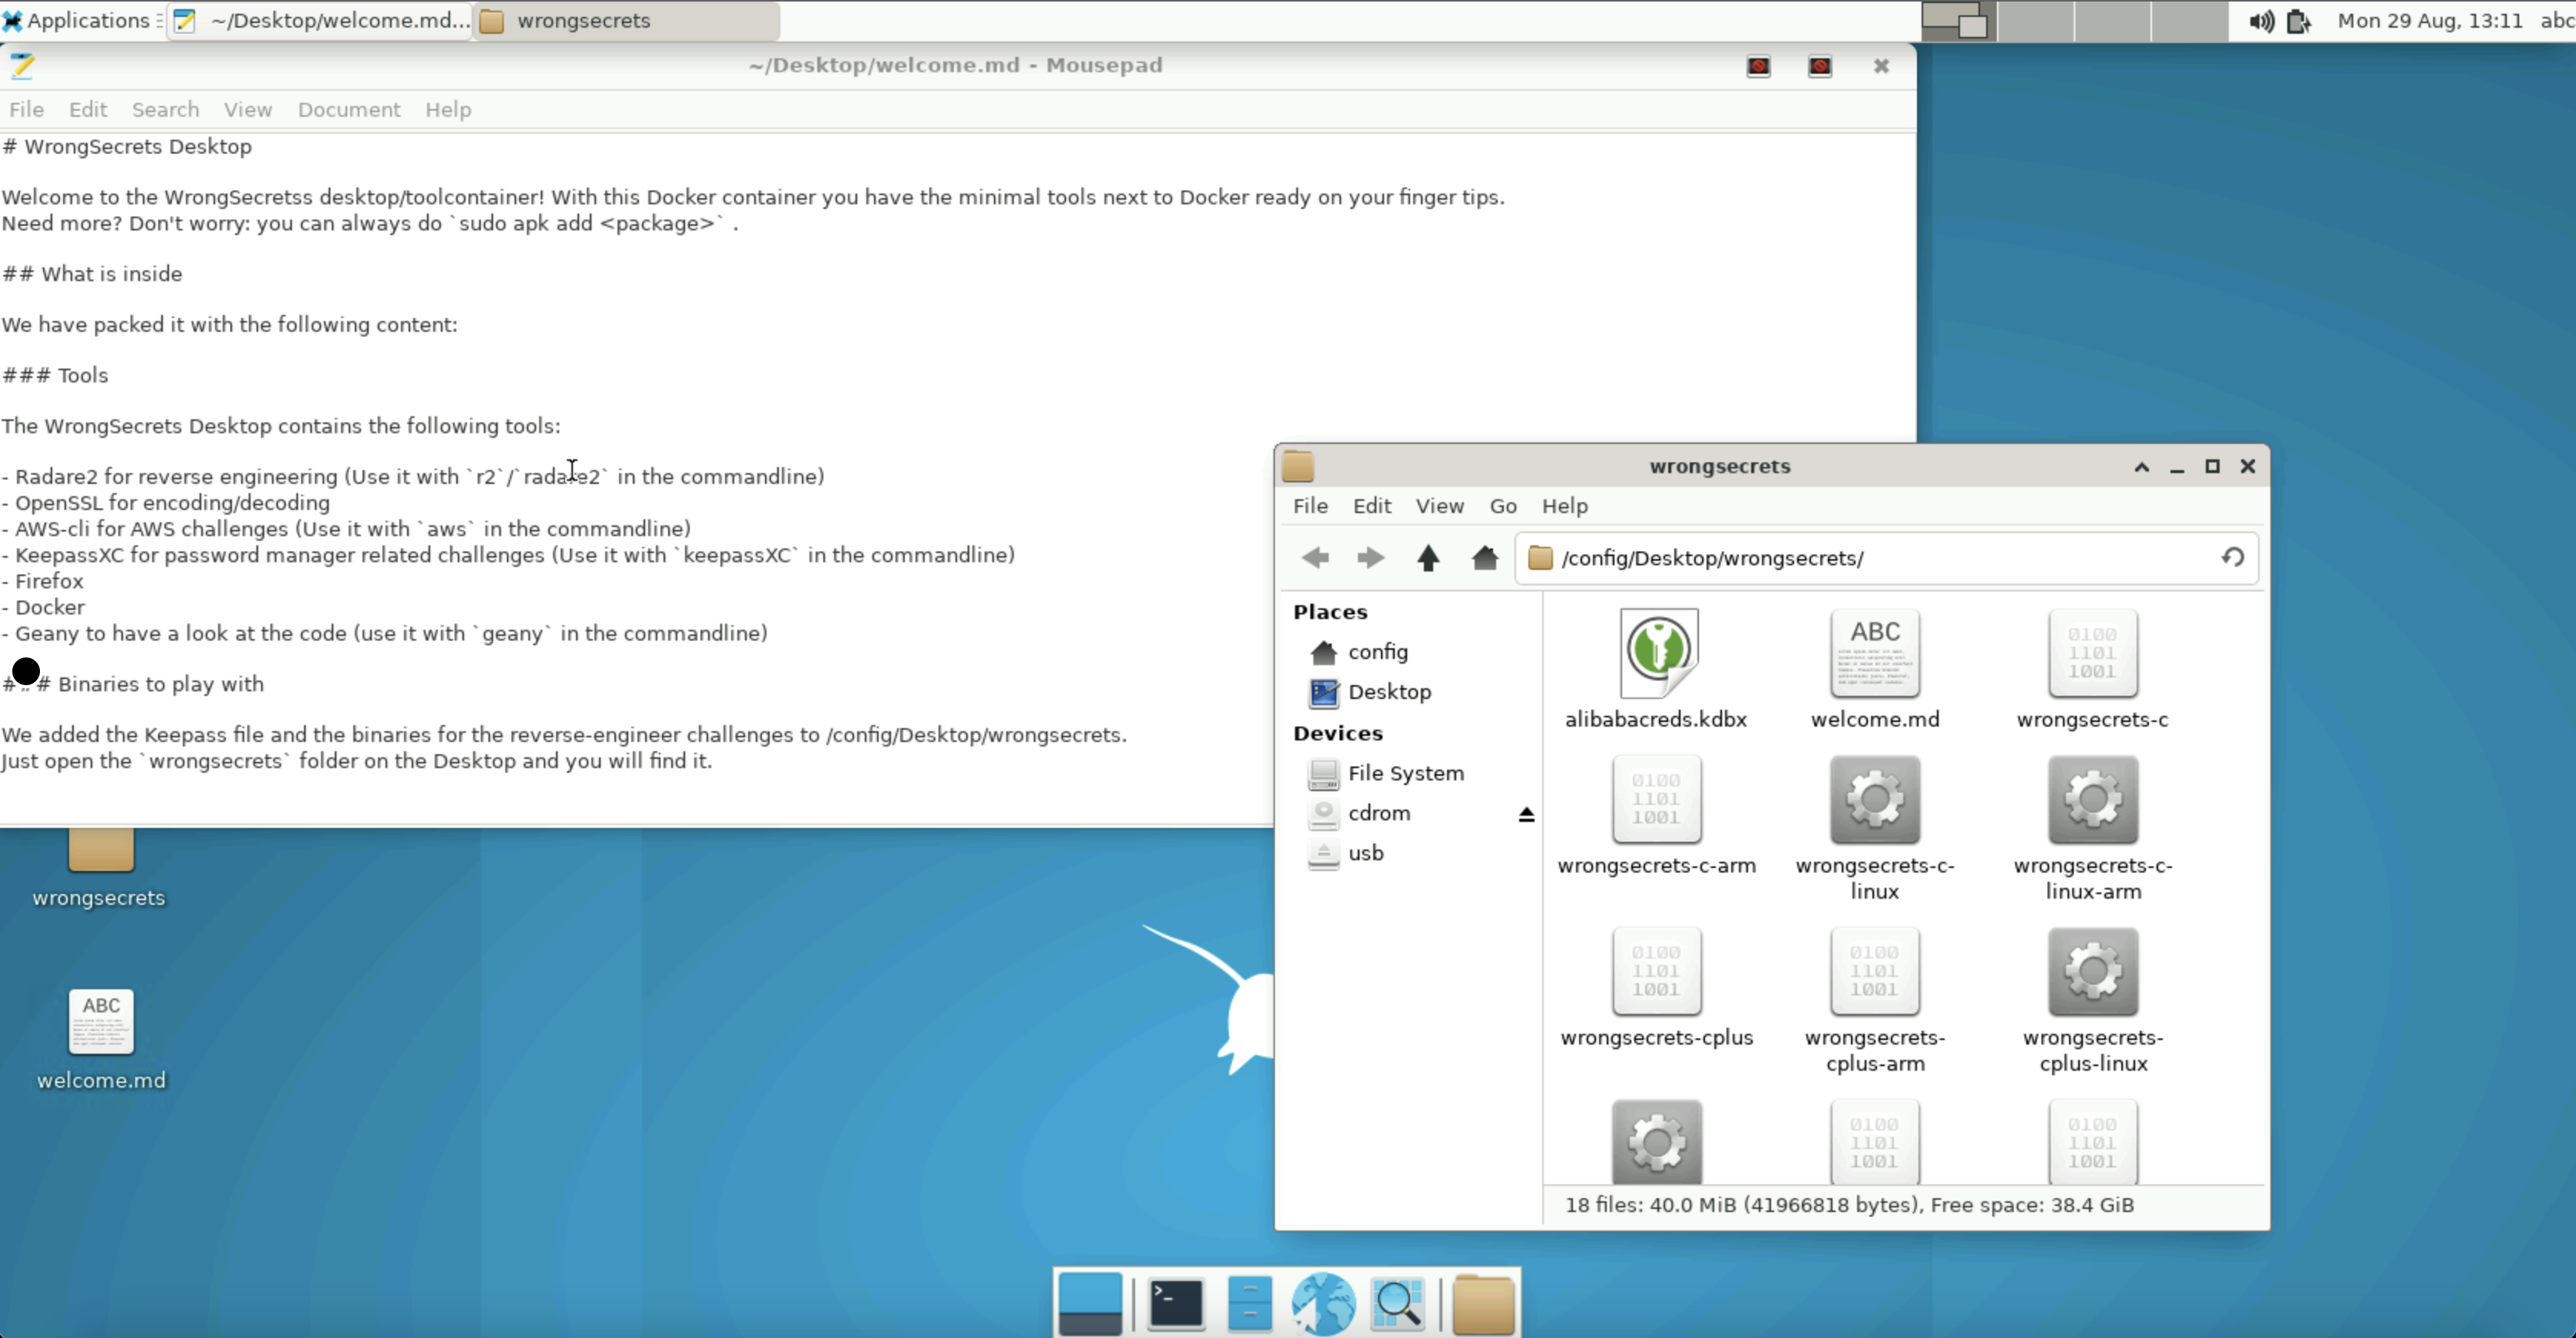 Applications
~/Desktop/welcome.md...
wrongsecrets
Mon 29 Aug, 13:11
abc
~/Desktop/welcome.md - Mousepad
File Edit Search View Document Help
# WrongSecrets Desktop
Welcome to the WrongSecretss desktop/toolcontainer! With this Docker container you have the minimal tools next to Docker ready on your finger tips.
Need more? Don't worry: you can always do `sudo apk add <package>` .
## What is inside
We have packed it with the following content:
### Tools
The WrongSecrets Desktop contains the following tools:
- Radare2 for reverse engineering (Use it with `r2`/`radare2` in the commandline)
- OpenSSL for encoding/decoding
- AWS-cli for AWS challenges (Use it with `aws` in the commandline)
- KeepassXC for password manager related challenges (Use it with `keepassXC` in the commandline)
- Firefox
- Docker
- Geany to have a look at the code (use it with `geany` in the commandline)
### Binaries to play with
We added the Keepass file and the binaries for the reverse-engineer challenges to /config/Desktop/wrongsecrets.
Just open the `wrongsecrets` folder on the Desktop and you will find it.
wrongsecrets
ABC
welcome.md
wrongsecrets
File Edit View Go Help
/config/Desktop/wrongsecrets/
Places
config
Desktop
Devices
File System
cdrom
usb
ABC
0100
1101
1001
alibabacreds.kdbx
welcome.md
wrongsecrets-c
0100
1101
1001
wrongsecrets-c-arm
wrongsecrets-c-
linux
wrongsecrets-c-
linux-arm
0100
1101
1001
0100
1101
1001
wrongsecrets-cplus
wrongsecrets-
cplus-arm
wrongsecrets-
cplus-linux
0100
1101
1001
0100
1101
1001
18 files: 40.0 MiB (41966818 bytes), Free space: 38.4 GiB
>_